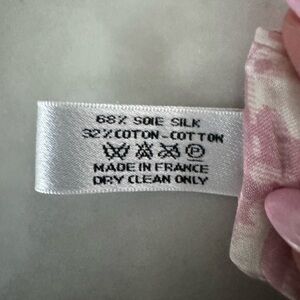 68% SOIE SILK
32% COTON-COTTON
P
MADE IN FRANCE
DRY CLEAN ONLY